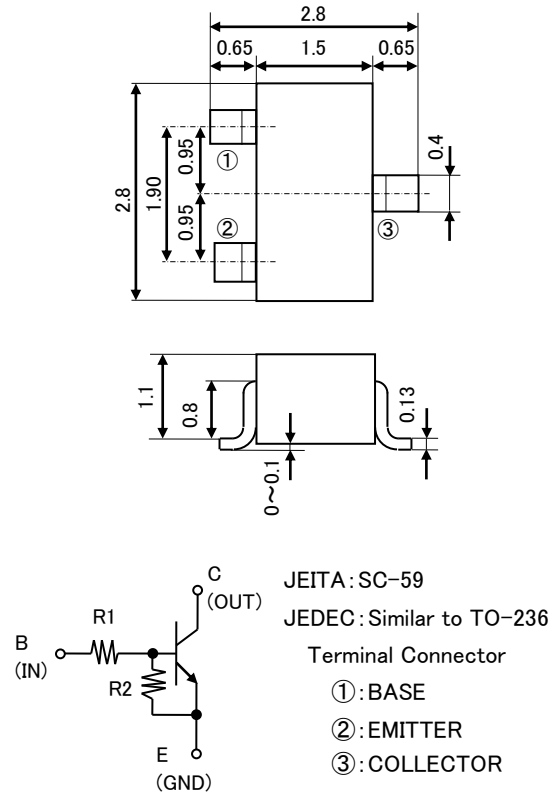 2.8
0.65 1.5 0.65
2.8
1.90
0.95
0.95
①
②
③
0.4
1.1
0.8
0～0.1
0.13
C
(OUT)
R1
B
(IN)
R2
E
(GND)
JEITA：SC-59
JEDEC：Similar to TO-236
Terminal Connector
①：BASE
②：EMITTER
③：COLLECTOR